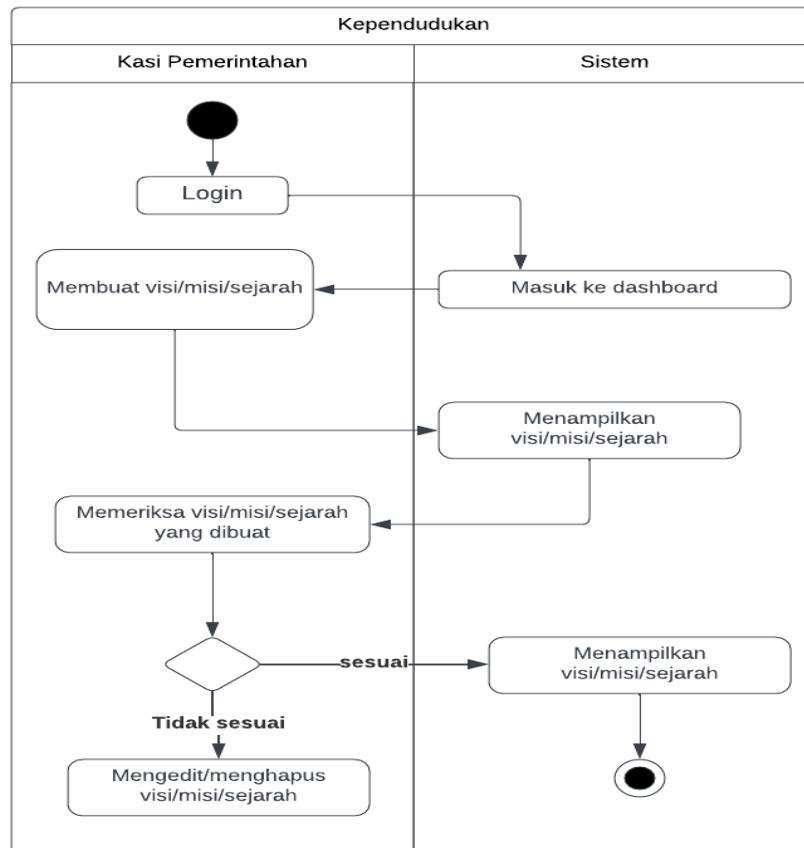 Kependudukan
Kasi Pemerintahan
Sistem
Login
Masuk ke dashboard
Membuat visi/misi/sejarah
Menampilkan
visi/misi/sejarah
Memeriksa visi/misi/sejarah
yang dibuat
sesuai
Menampilkan
visi/misi/sejarah
Tidak sesuai
Mengedit/menghapus
visi/misi/sejarah